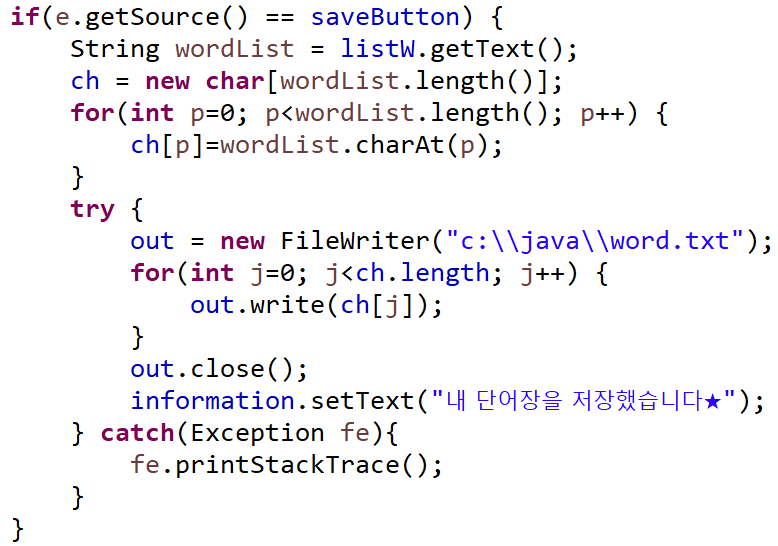 if(e.getSource() == saveButton) {
    String wordList = listW.getText();
    ch = new char[wordList.length()];
    for(int p=0; p<wordList.length(); p++) {
        ch[p]=wordList.charAt(p);
    }
    try {
        out = new FileWriter("c:\\java\\word.txt");
        for(int j=0; j<ch.length; j++) {
            out.write(ch[j]);
        }
        out.close();
        information.setText("내 단어장을 저장했습니다★");
    } catch(Exception fe){
        fe.printStackTrace();
    }
}